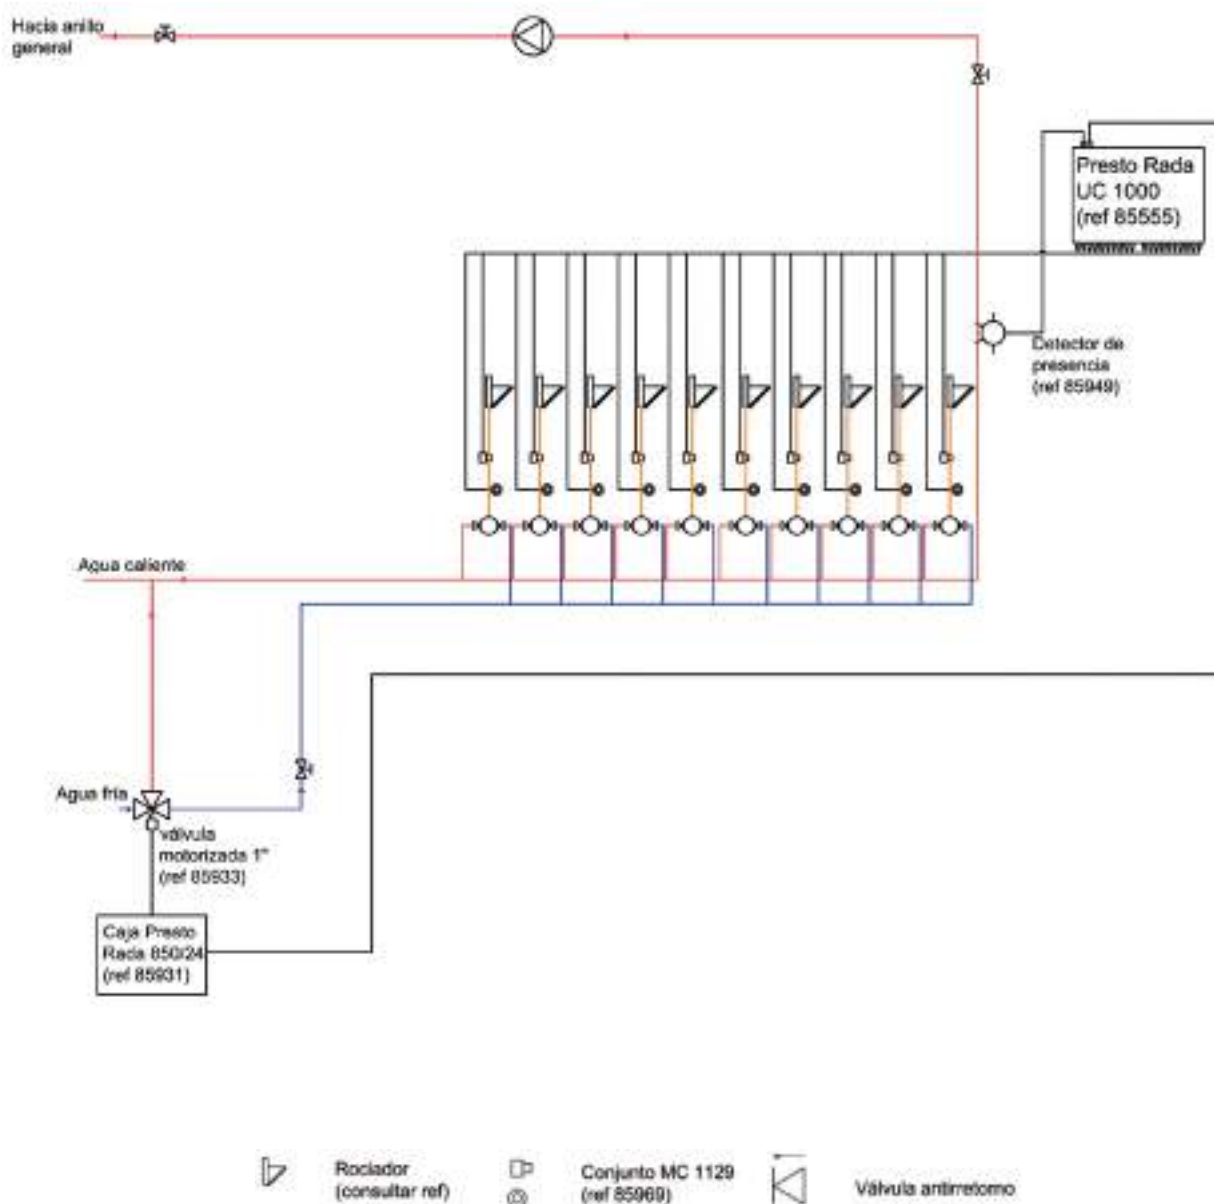 Hacia anillo
general
Presto Rada
UC 1000
(ref 85555)
Detector de
presencia
(ref 85949)
Agua caliente
Agua fría
válvula
motorizada 1"
(ref 85933)
Caja Presto
Rada 850/24
(ref 85931)
Rociador
(consultar ref)
Conjunto MC 1129
(ref 85969)
Válvula antirretorno